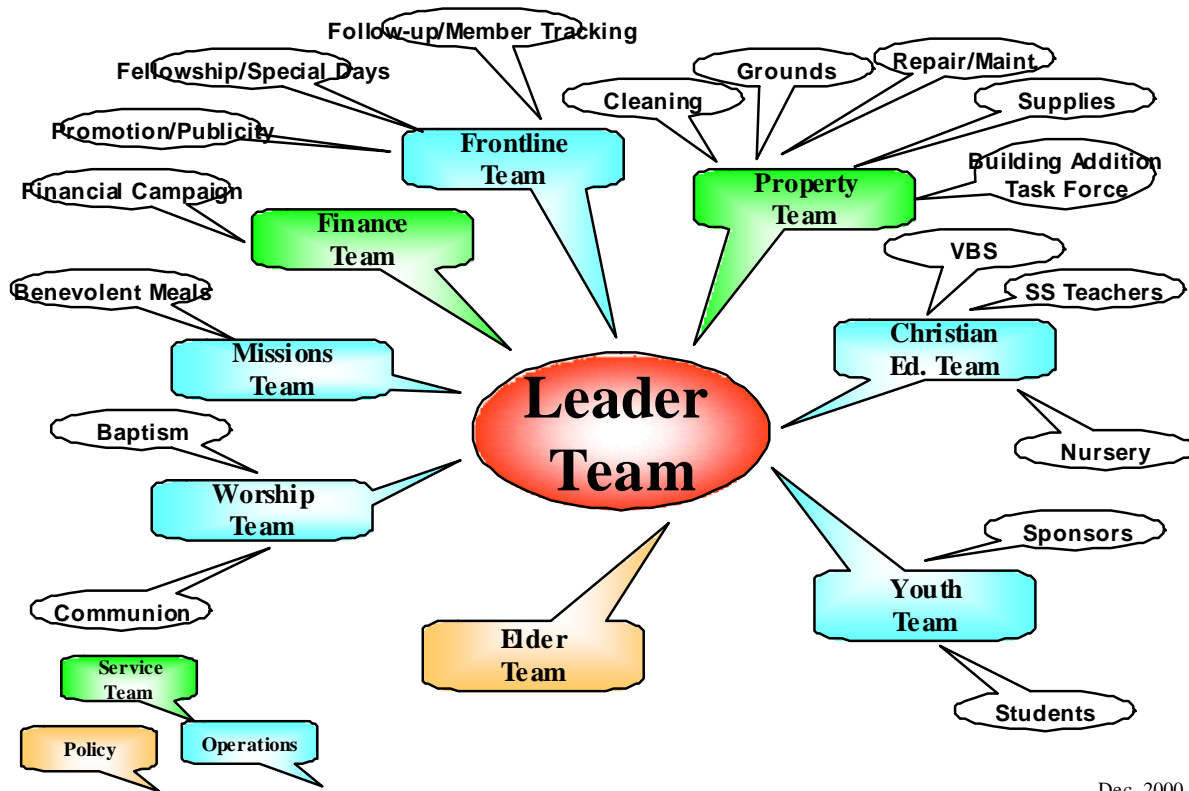 Follow-up/Member Tracking
Fellowship/Special Days
Promotion/Publicity
Financial Campaign
Frontline
Team
Finance
Team
Cleaning
Grounds
Repair/Maint.
Supplies
Building Addition
Task Force
Property
Team
VBS
SS Teachers
Christian
Ed. Team
Nursery
Benevolent Meals
Missions
Team
Leader
Team
Baptism
Worship
Team
Communion
Sponsors
Youth
Team
Students
Elder
Team
Service
Team
Policy
Operations
Dec. 2000